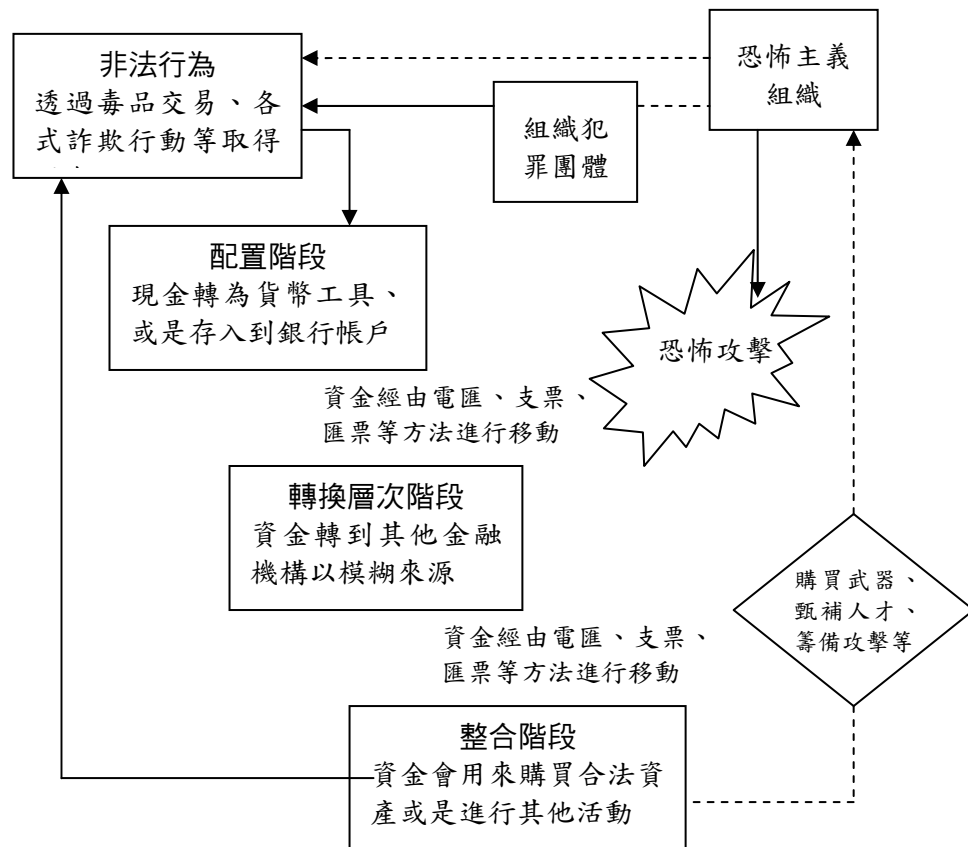 非法行為
透過毒品交易、各
式詐欺行動等取得
恐怖主義
組織
組織犯
罪團體
配置階段
現金轉為貨幣工具、
或是存入到銀行帳戶
恐怖攻擊
資金經由電匯、支票、
匯票等方法進行移動
轉換層次階段
資金轉到其他金融
機構以模糊來源
購買武器、
甄補人才、
籌備攻擊等
資金經由電匯、支票、
匯票等方法進行移動
整合階段
資金會用來購買合法資
產或是進行其他活動